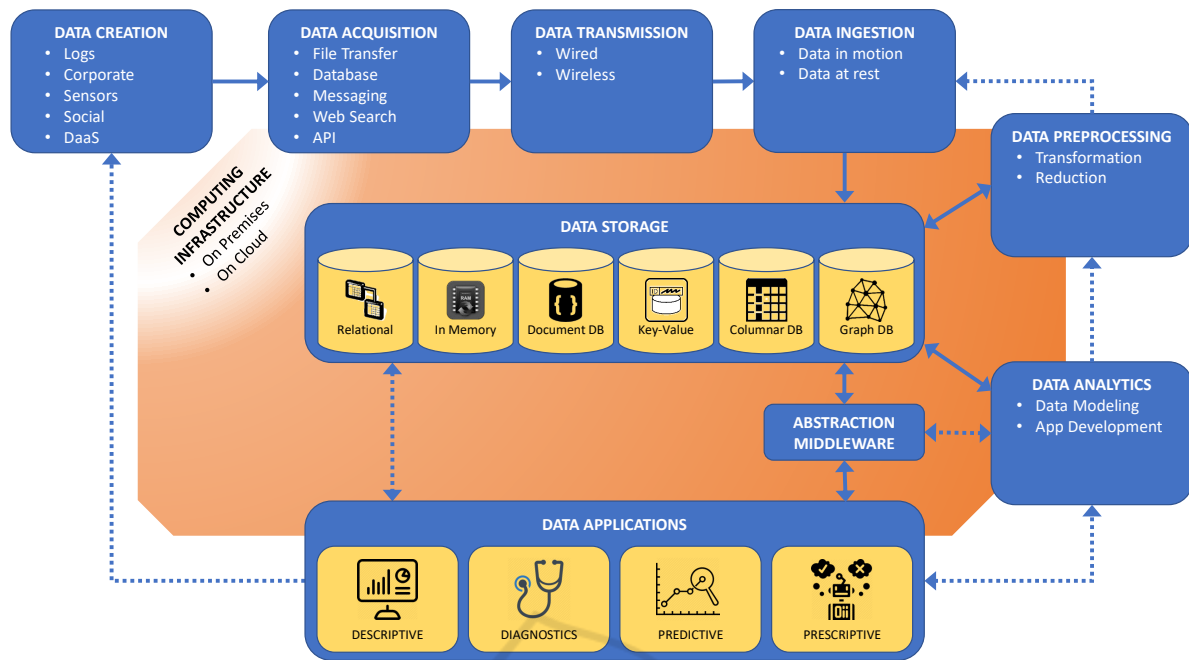 DATA CREATION
• Logs
• Corporate
• Sensors
• Social
• DaaS
DATA ACQUISITION
• File Transfer
• Database
• Messaging
• Web Search
• API
DATA TRANSMISSION
• Wired
• Wireless
DATA INGESTION
• Data in motion
• Data at rest
DATA PREPROCESSING
• Transformation
• Reduction
COMPUTING
INFRASTRUCTURE
• On Premises
• On Cloud
DATA STORAGE
Relational
RAM
In Memory
{ }
Document DB
ID
Key-Value
Columnar DB
Graph DB
DATA ANALYTICS
• Data Modeling
• App Development
ABSTRACTION
MIDDLEWARE
DATA APPLICATIONS
DESCRIPTIVE
DIAGNOSTICS
PREDICTIVE
PRESCRIPTIVE